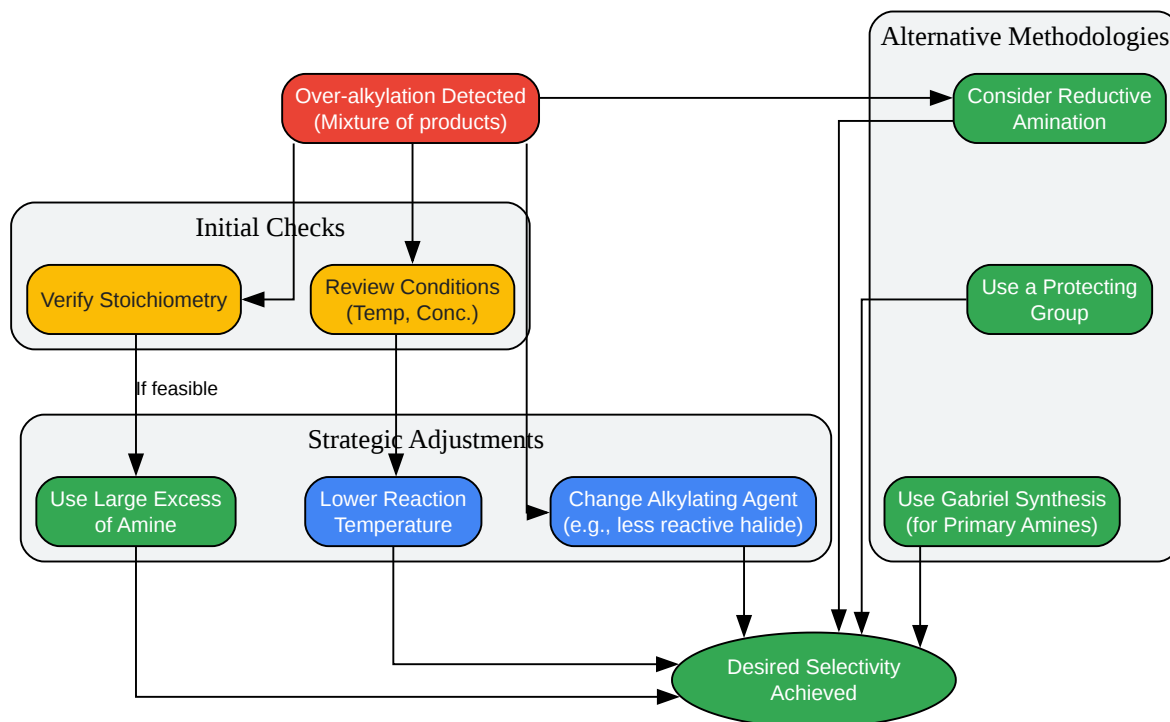 Alternative Methodologies
Over-alkylation Detected
(Mixture of products)
Consider Reductive
Amination
Initial Checks
Verify Stoichiometry
Review Conditions
(Temp, Conc.)
Use a Protecting
Group
If feasible
Strategic Adjustments
Use Large Excess
of Amine
Lower Reaction
Temperature
Change Alkylating Agent
(e.g., less reactive halide)
Use Gabriel Synthesis
(for Primary Amines)
Desired Selectivity
Achieved